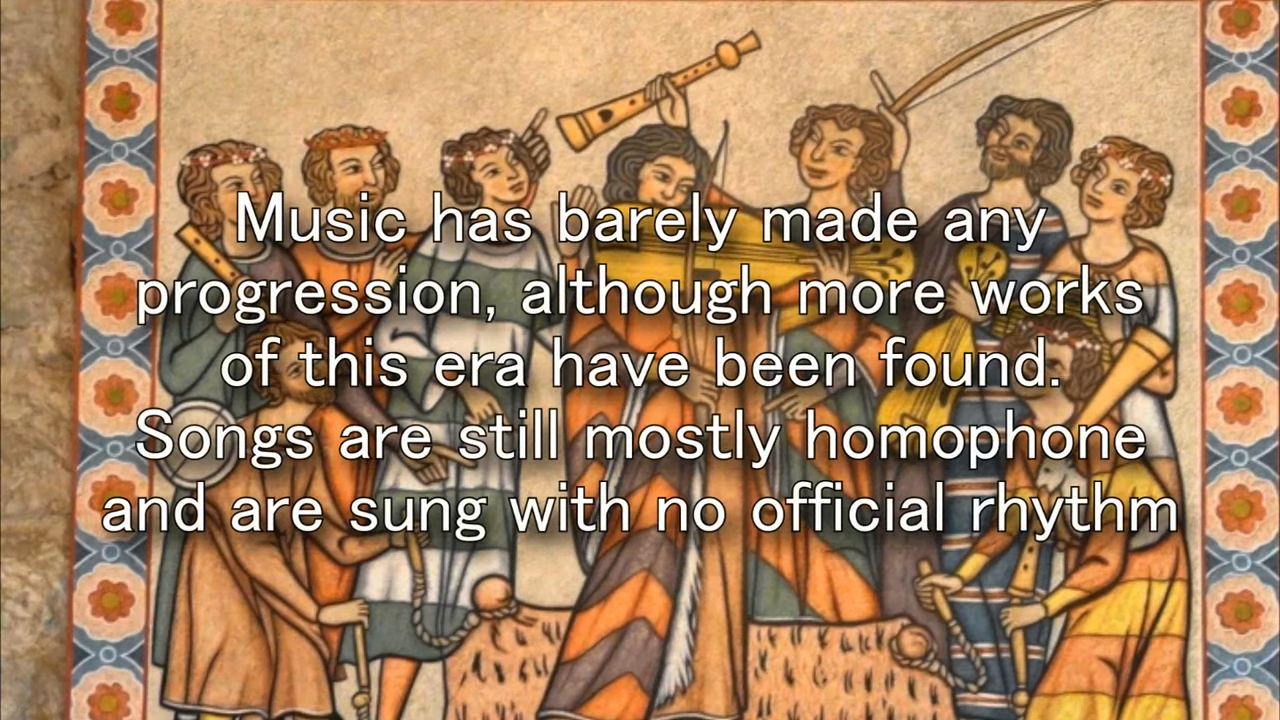 Music has barely made any
progression, although more works
of this era have been found.
Songs are still mostly homophone
and are sung with no official rhythm